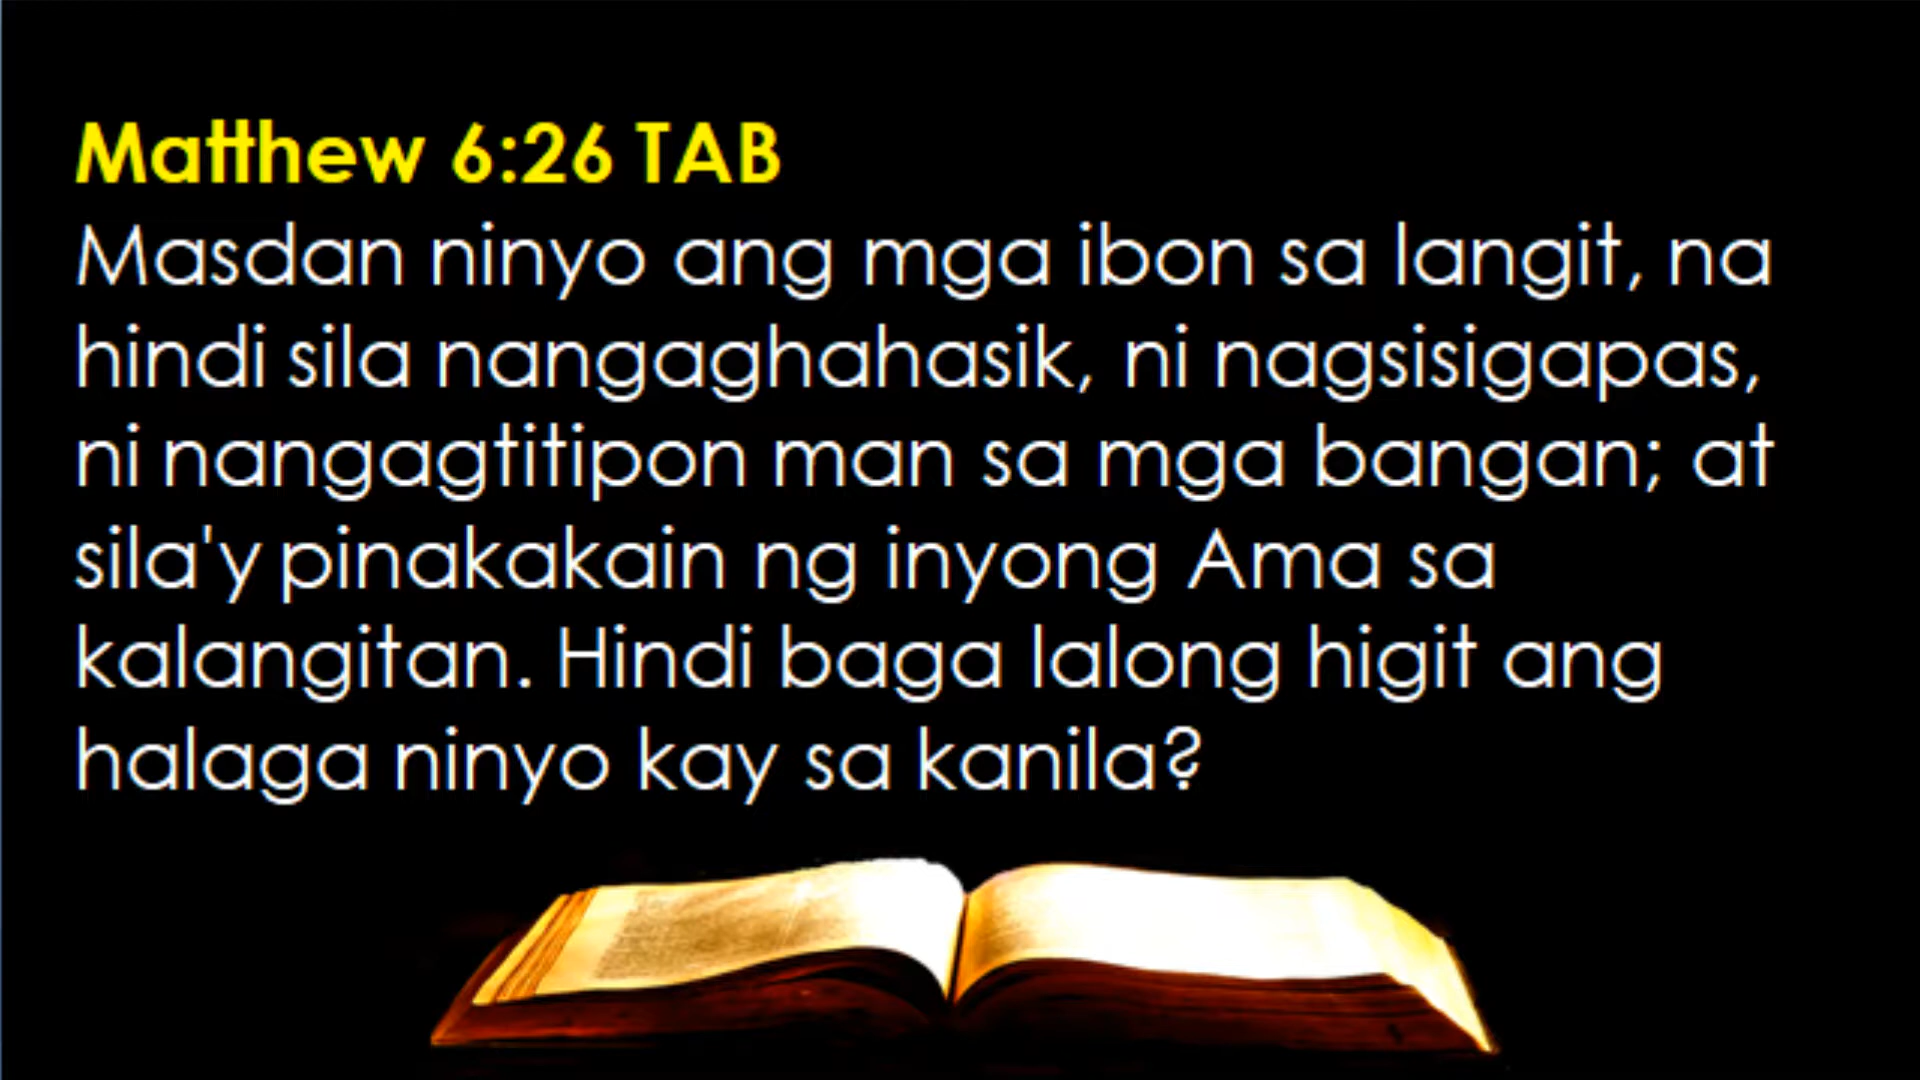 Matthew 6:26 TAB
Masdan ninyo ang mga ibon sa langit, na
hindi sila nangaghahasik, ni nagsisigapas,
ni nangagtitipon man sa mga bangan; at
sila'y pinakakain ng inyong Ama sa
kalangitan. Hindi baga lalong higit ang
halaga ninyo kay sa kanila?